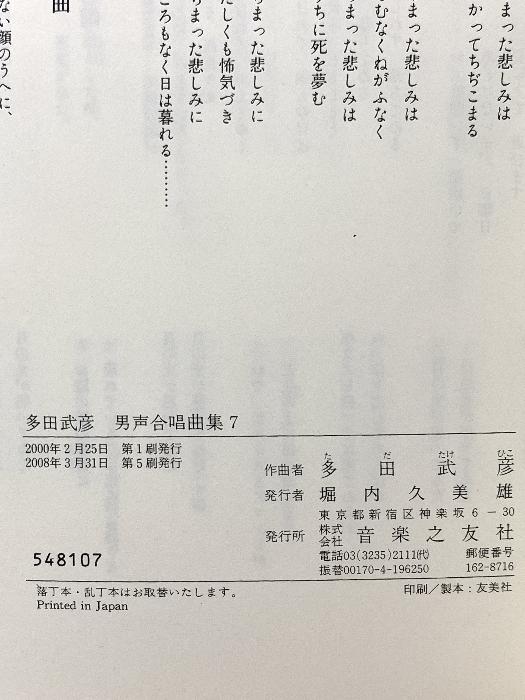 まった悲しみは
かつてちぢこまる
まった悲しみは
むなくねがふなく
まった悲しみは
ちに死を夢む
まった悲しみに
たしくも怖気づき
まった悲しみに
ころもなく日は暮れる………
曲
ない顔のうへに、
多田武彦 男声合唱曲集 7
2000年2月25日 第1刷発行
2008年3月31日 第5刷発行
作曲者 多田武彦
ただたけひこ
発行者 堀内久美雄
東京都新宿区神楽坂6-30
発行所 株式会社 音楽之友社
電話03(3235)2111(代) 郵便番号
振替00170-4-196250 162-8716
548107
落丁本・乱丁本はお取替いたします。
Printed in Japan
印刷/製本:友美社